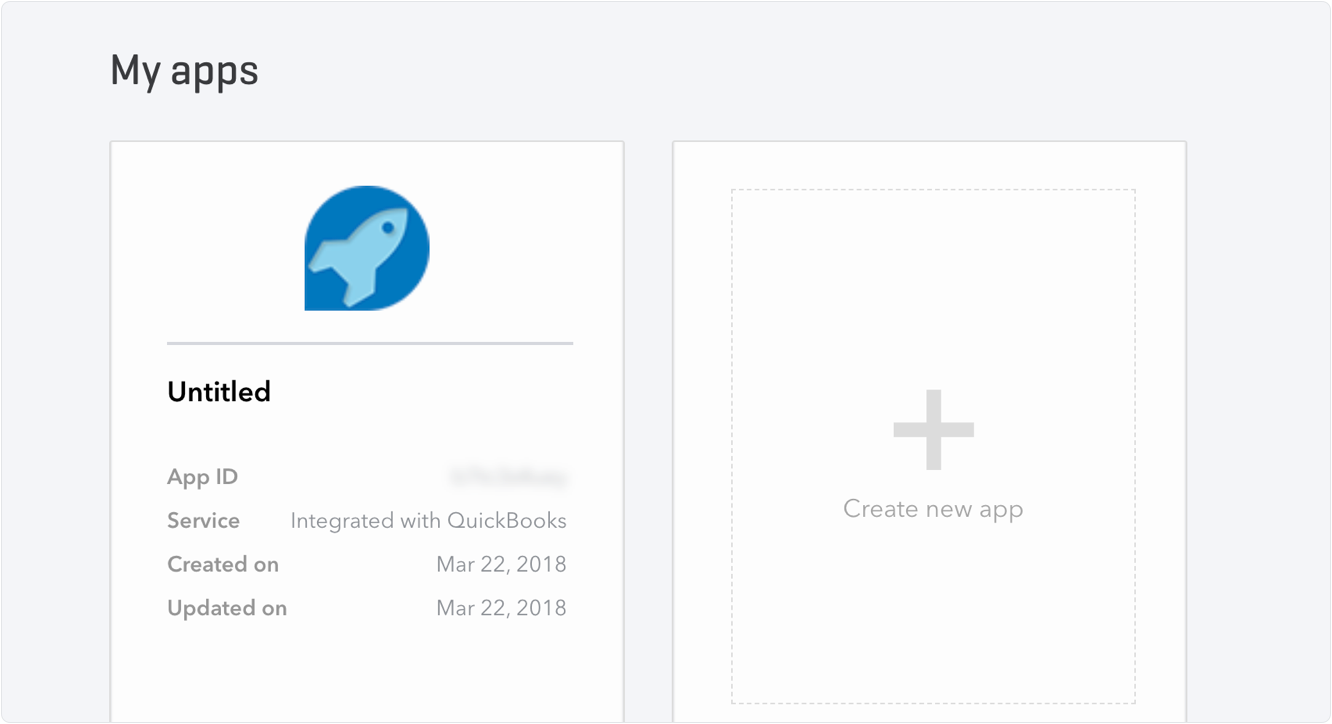 My apps
Untitled
App ID
Service Integrated with QuickBooks
Created on Mar 22, 2018
Updated on Mar 22, 2018
Create new app